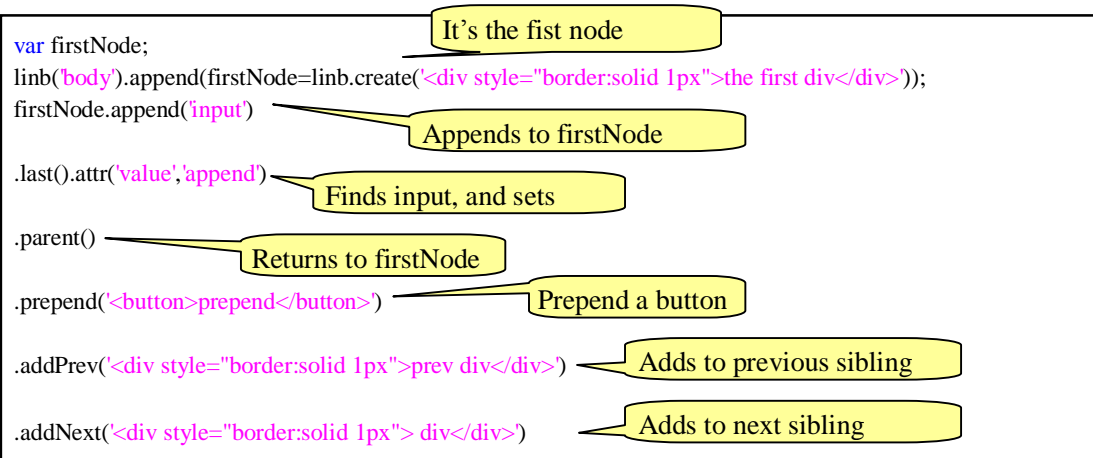 It’s the fist node
var firstNode;
linb('body').append(firstNode=linb.create('<div style="border:solid 1px">the first div</div>'));
firstNode.append('input')
Appends to firstNode
.last().attr('value','append')
Finds input, and sets
.parent()
Returns to firstNode
.prepend('<button>prepend</button>')
Prepend a button
.addPrev('<div style="border:solid 1px">prev div</div>')
Adds to previous sibling
.addNext('<div style="border:solid 1px"> div</div>')
Adds to next sibling